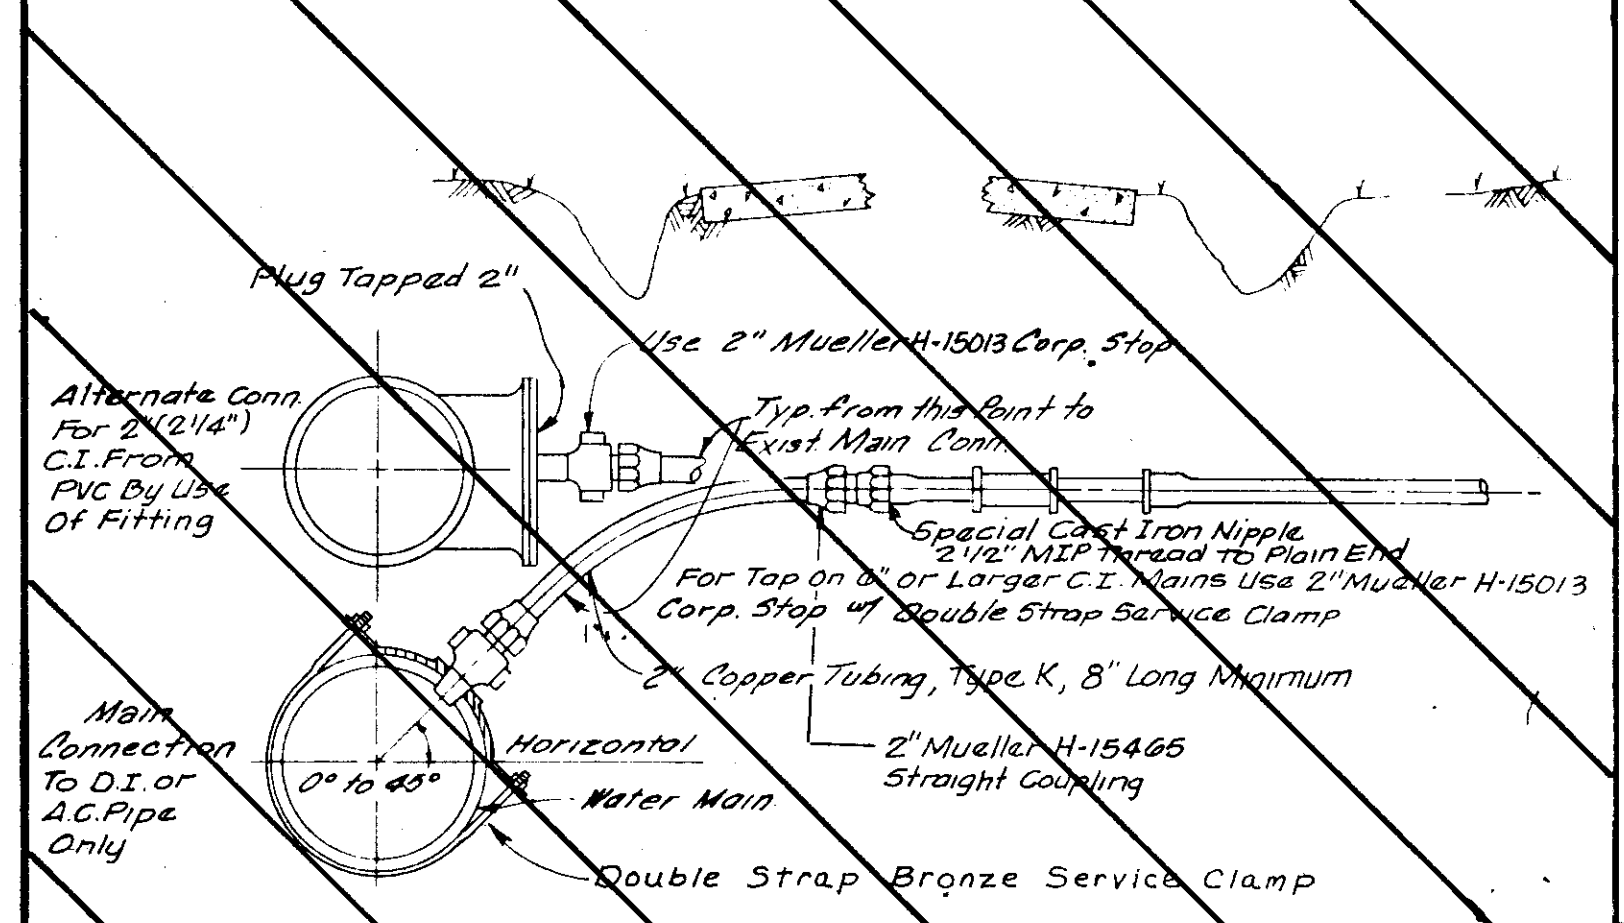 Plug Tapped 2"
Use 2" Mueller H-15013 Corp. Stop
Alternate Conn.
For 2" (2 1/4")
C.I. From
PVC By Use
Of Fitting
Typ. from this Point to
Exist. Main Conn.
Special Cast Iron Nipple
2 1/2" MIP Thread To Plain End
For Tap on 6" or Larger C.I. Mains Use 2" Mueller H-15013
Corp. Stop w/ Double Strap Service Clamp
2" Copper Tubing, Type K, 8" Long Minimum
Main
Connection
To D.I. or
A.C. Pipe
Only
Horizontal
0° to 45°
2" Mueller H-15465
Straight Coupling
Water Main
Double Strap Bronze Service Clamp